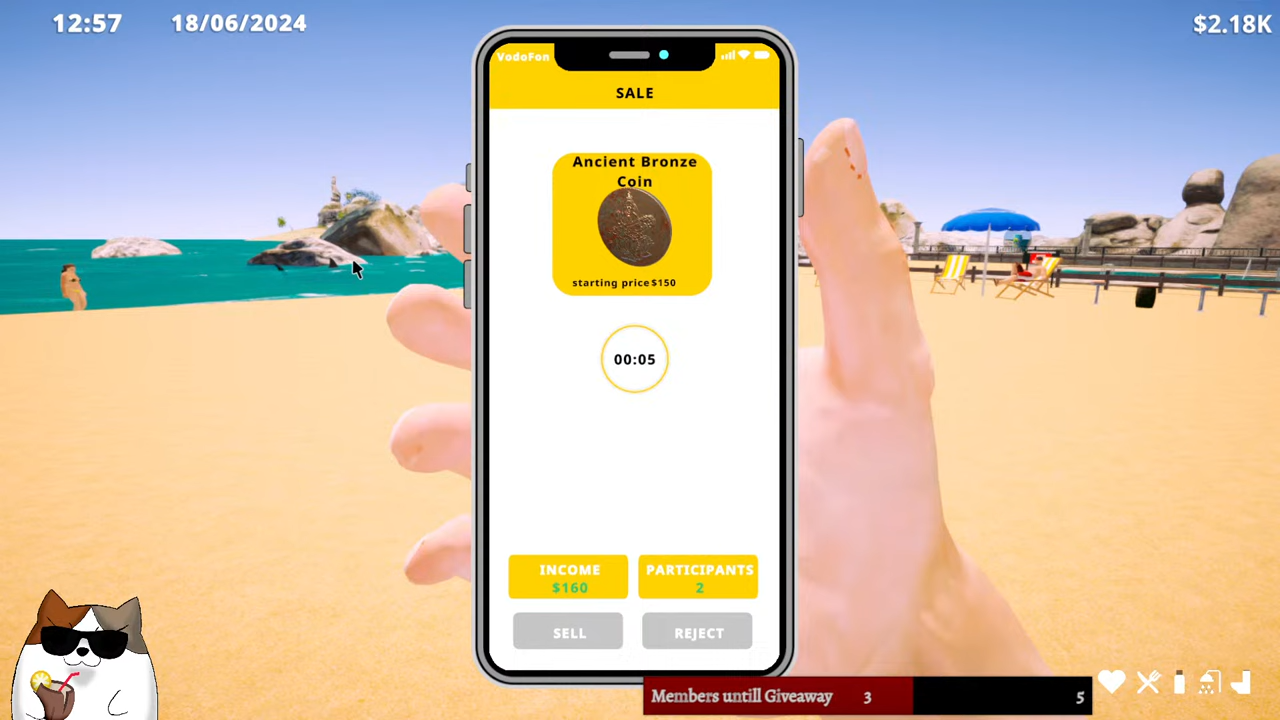 12:57
18/06/2024
$2.18K
VodoFon
SALE
Ancient Bronze
Coin
starting price $150
00:05
INCOME
$160
PARTICIPANTS
2
SELL
REJECT
Members untill Giveaway 3 5